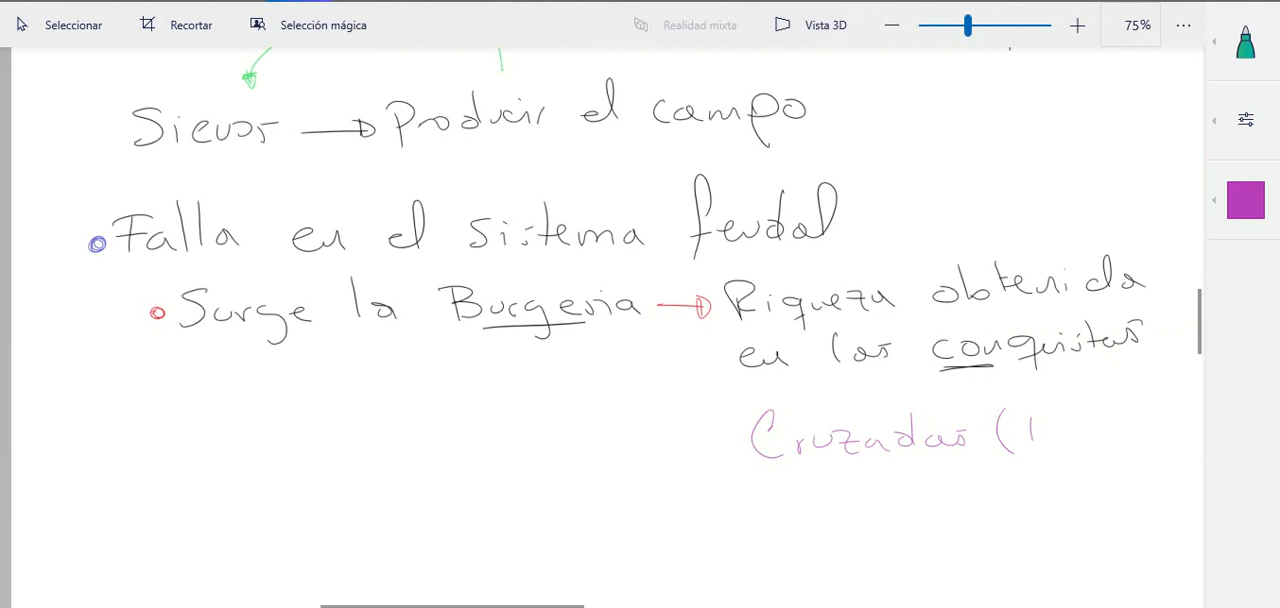 Seleccionar Recortar Selección mágica Realidad mixta Vista 3D 75%
Siervos → Producir el campo
Falla en el sistema feudal
Surge la Burgesia → Riqueza obtenida
en las conquistas
Cruzadas (1